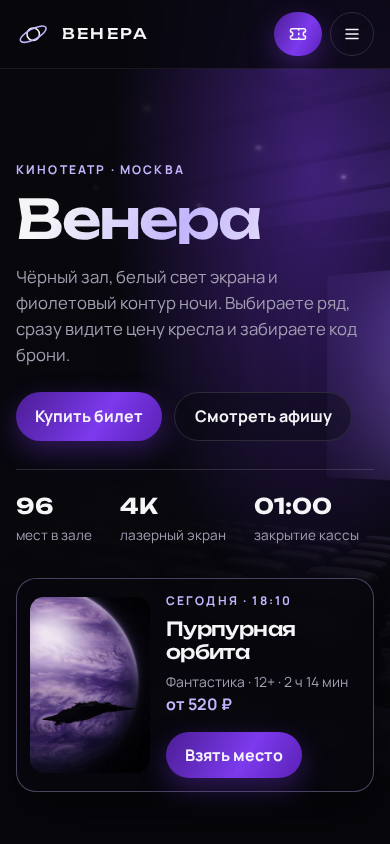 ВЕНЕРА
КИНОТЕАТР · МОСКВА
Венера
Чёрный зал, белый свет экрана и
фиолетовый контур ночи. Выбираете ряд,
сразу видите цену кресла и забираете код
брони.
Купить билет
Смотреть афишу
96
мест в зале
4K
лазерный экран
01:00
закрытие кассы
СЕГОДНЯ · 18:10
Пурпурная
орбита
Фантастика · 12+ · 2 ч 14 мин
от 520 ₽
Взять место